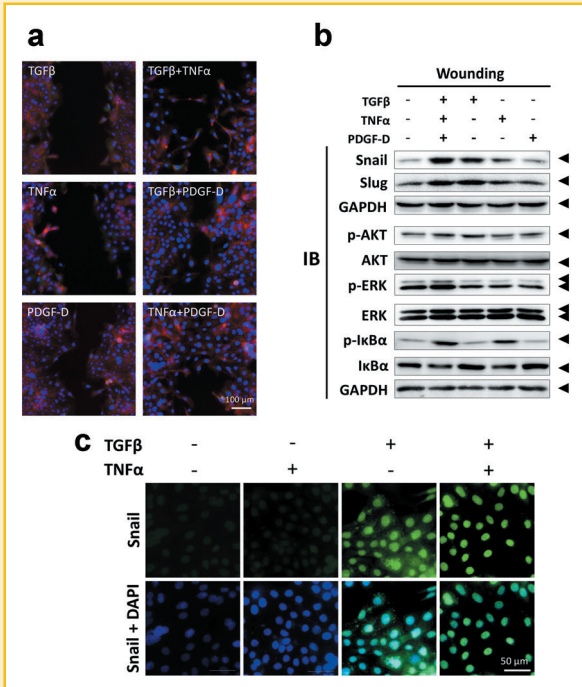 a
TGFβ
TGFβ+TNFα
TNFα
TGFβ+PDGF-D
PDGF-D
TNFα+PDGF-D
100 µm
b
Wounding
TGFβ - + + - -
TNFα - + - + -
PDGF-D - + - - +
IB
Snail
Slug
GAPDH
p-AKT
AKT
p-ERK
ERK
p-IκBα
IκBα
GAPDH
c
TGFβ - - + +
TNFα - + - +
Snail
Snail + DAPI
50 µm